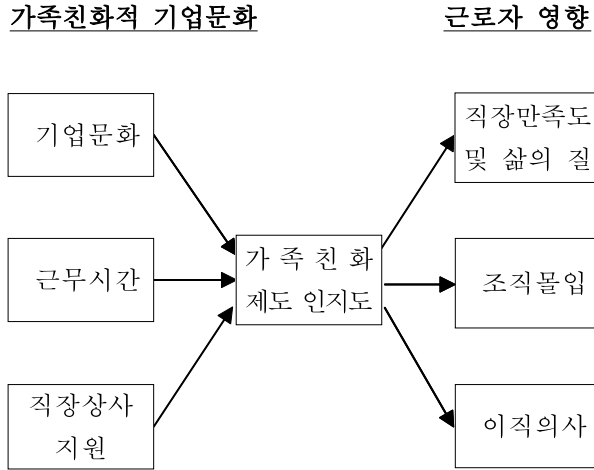 가족친화적 기업문화
근로자 영향
기업문화
근무시간
직장상사
지원
가 족 친 화
제도 인지도
직장만족도
및 삶의 질
조직몰입
이직의사